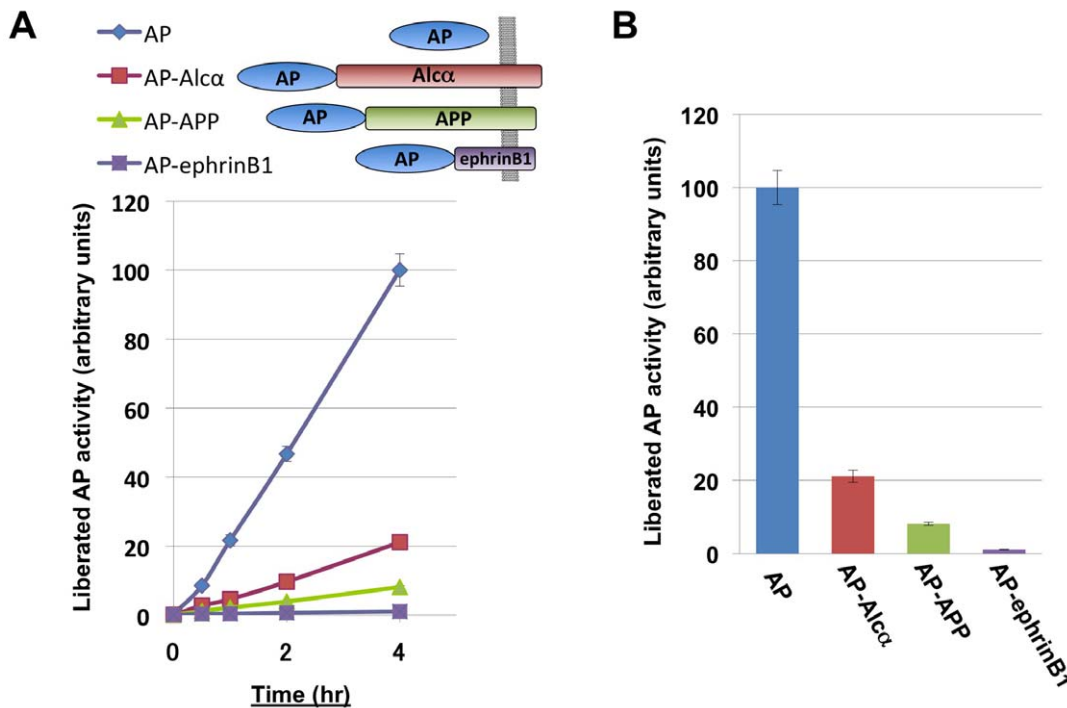 A
AP
AP-Alcα
AP-APP
AP-ephrinB1
AP
AP Alcα
AP APP
AP ephrinB1
Liberated AP activity (arbitrary units)
120
100
80
60
40
20
0
0 2 4
Time (hr)
B
Liberated AP activity (arbitrary units)
120
100
80
60
40
20
0
AP
AP-Alcα
AP-APP
AP-ephrinB1